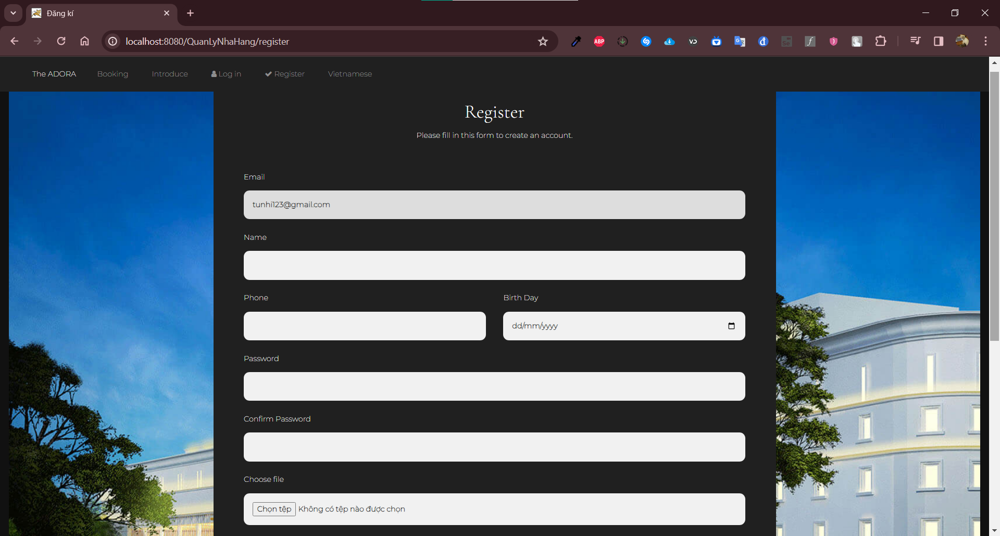 Đăng kí
localhost:8080/QuanLyNhaHang/register
ABP
VD
The ADORA Booking Introduce Log in Register Vietnamese
Register
Please fill in this form to create an account.
Email
tunhi123@gmail.com
Name
Phone Birth Day
dd/mm/yyyy
Password
Confirm Password
Choose file
Chọn tệp Không có tệp nào được chọn